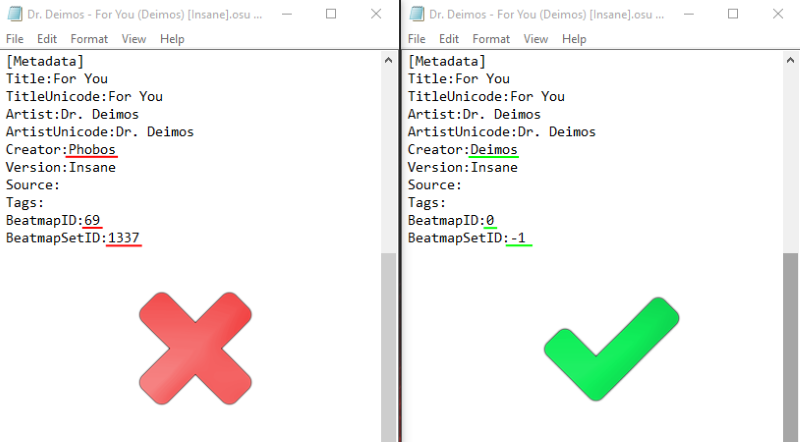 Dr. Deimos - For You (Deimos) [Insane].osu ...
File Edit Format View Help
[Metadata]
Title:For You
TitleUnicode:For You
Artist:Dr. Deimos
ArtistUnicode:Dr. Deimos
Creator:Phobos
Version:Insane
Source:
Tags:
BeatmapID:69
BeatmapSetID:1337
Dr. Deimos - For You (Deimos) [Insane].osu ...
File Edit Format View Help
[Metadata]
Title:For You
TitleUnicode:For You
Artist:Dr. Deimos
ArtistUnicode:Dr. Deimos
Creator:Deimos
Version:Insane
Source:
Tags:
BeatmapID:0
BeatmapSetID:-1